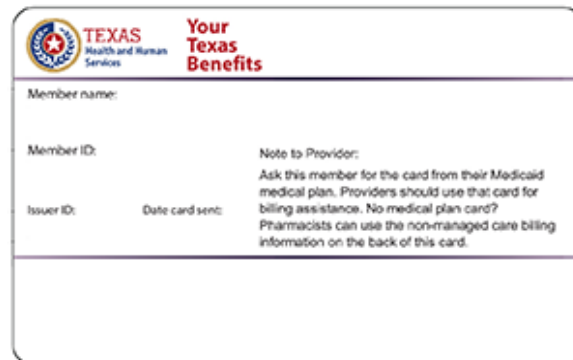 TEXAS
Health and Human
Services
Your
Texas
Benefits
Member name:
Member ID:
Note to Provider:
Ask this member for the card from their Medicaid
medical plan. Providers should use that card for
billing assistance. No medical plan card?
Pharmacists can use the non-managed care billing
information on the back of this card.
Issuer ID:
Date card sent: